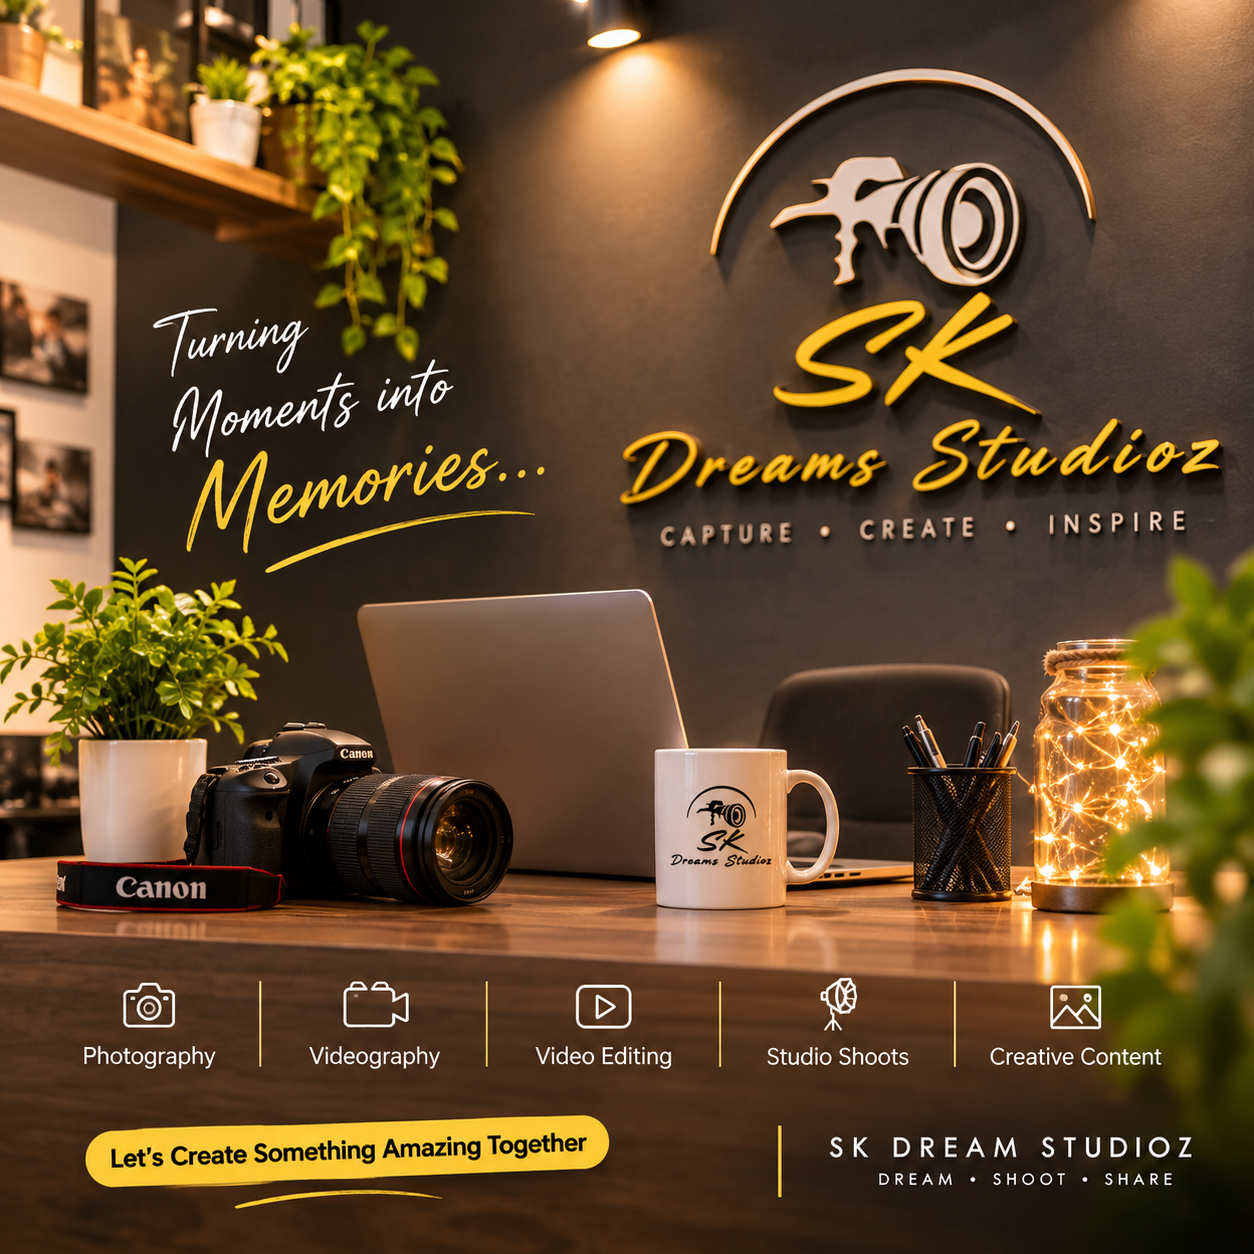 SK
Dreams Studioz
CAPTURE • CREATE • INSPIRE
Turning
Moments into
Memories...
Canon
Canon
SK
Dreams Studioz
Photography
Videography
Video Editing
Studio Shoots
Creative Content
Let's Create Something Amazing Together
SK DREAM STUDIOZ
DREAM • SHOOT • SHARE